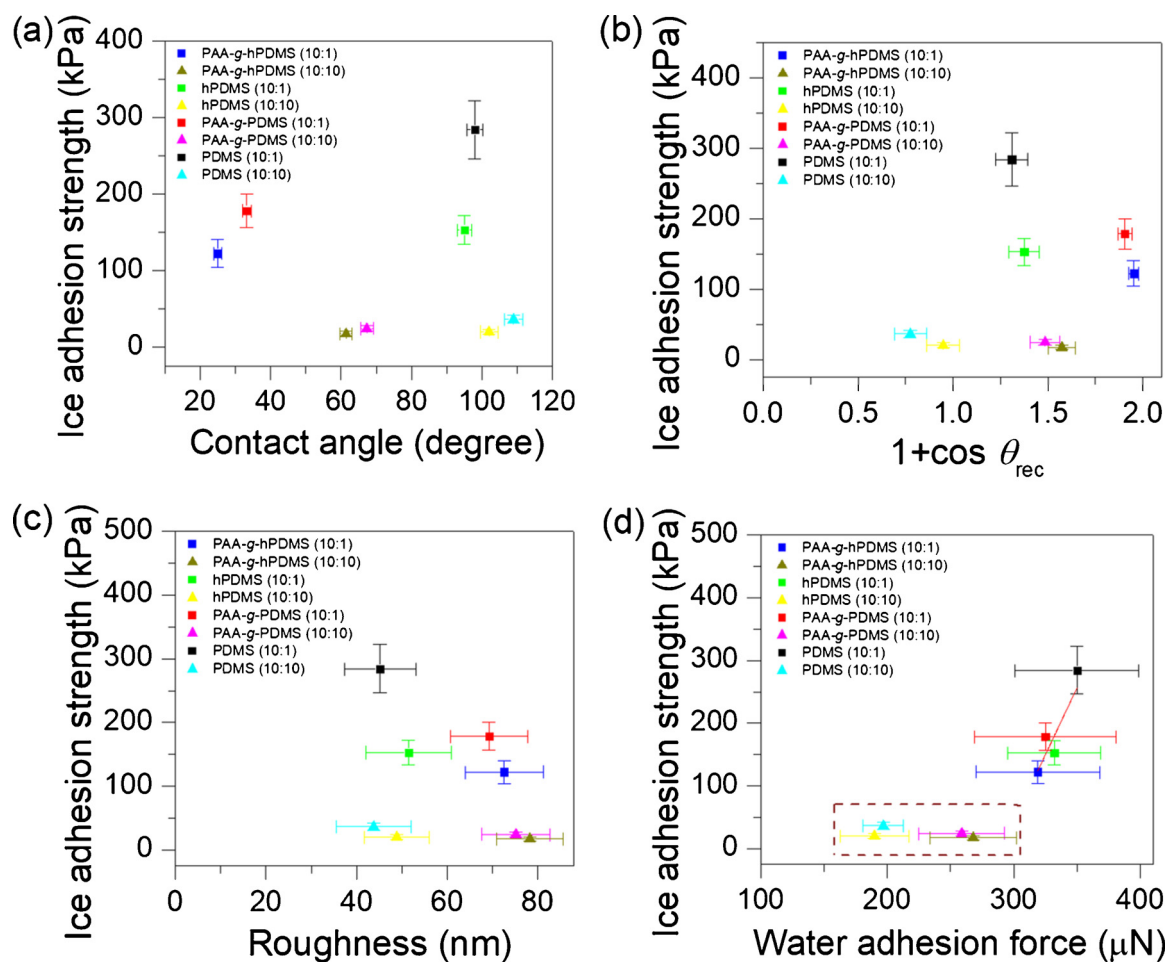 (a)
Ice adhesion strength (kPa)
400
300
200
100
0
PAA-g-hPDMS (10:1)
PAA-g-hPDMS (10:10)
hPDMS (10:1)
hPDMS (10:10)
PAA-g-PDMS (10:1)
PAA-g-PDMS (10:10)
PDMS (10:1)
PDMS (10:10)
20 40 60 80 100 120
Contact angle (degree)
(b)
Ice adhesion strength (kPa)
400
300
200
100
0
PAA-g-hPDMS (10:1)
PAA-g-hPDMS (10:10)
hPDMS (10:1)
hPDMS (10:10)
PAA-g-PDMS (10:1)
PAA-g-PDMS (10:10)
PDMS (10:1)
PDMS (10:10)
0.0 0.5 1.0 1.5 2.0
1+cos θrec
(c)
Ice adhesion strength (kPa)
500
400
300
200
100
0
PAA-g-hPDMS (10:1)
PAA-g-hPDMS (10:10)
hPDMS (10:1)
hPDMS (10:10)
PAA-g-PDMS (10:1)
PAA-g-PDMS (10:10)
PDMS (10:1)
PDMS (10:10)
0 20 40 60 80
Roughness (nm)
(d)
Ice adhesion strength (kPa)
500
400
300
200
100
0
PAA-g-hPDMS (10:1)
PAA-g-hPDMS (10:10)
hPDMS (10:1)
hPDMS (10:10)
PAA-g-PDMS (10:1)
PAA-g-PDMS (10:10)
PDMS (10:1)
PDMS (10:10)
100 200 300 400
Water adhesion force (μN)